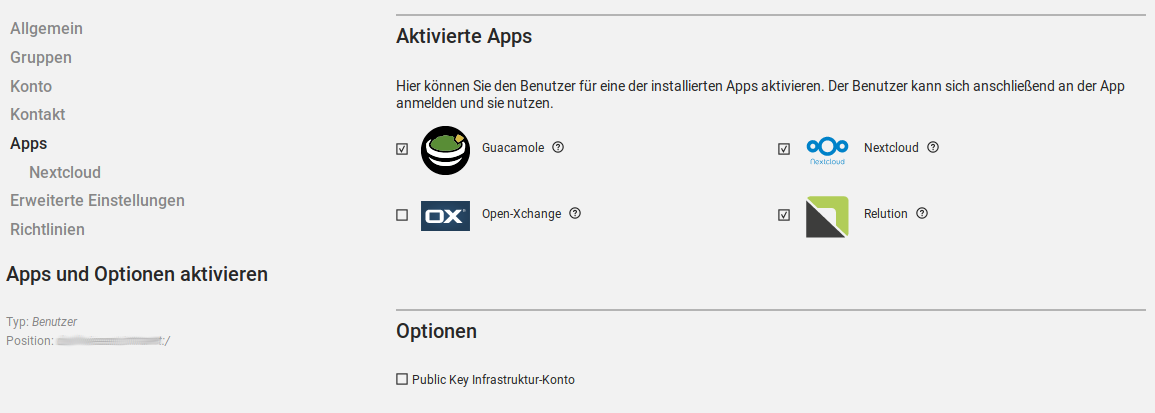 Allgemein
Gruppen
Konto
Kontakt
Apps
Nextcloud
Erweiterte Einstellungen
Richtlinien
Apps und Optionen aktivieren
Typ: Benutzer
Position: :/
Aktivierte Apps
Hier können Sie den Benutzer für eine der installierten Apps aktivieren. Der Benutzer kann sich anschließend an der App
anmelden und sie nutzen.
Guacamole
Nextcloud
Nextcloud
OX
Open-Xchange
Relution
Optionen
Public Key Infrastruktur-Konto